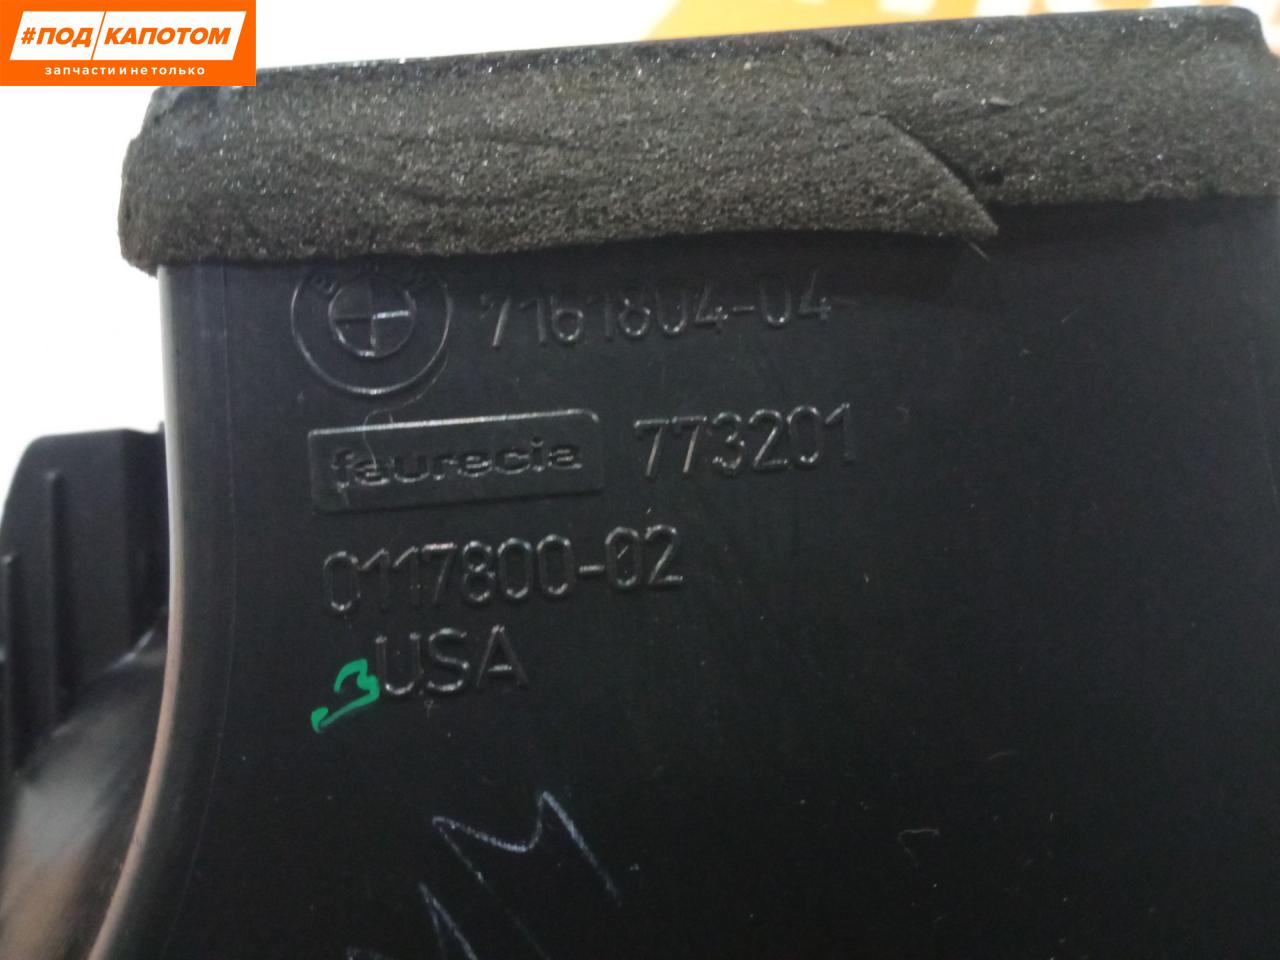 #ПОД/КАПОТОМ
запчасти и не только
7161804-04
faurecia 773201
0117800-02
3USA